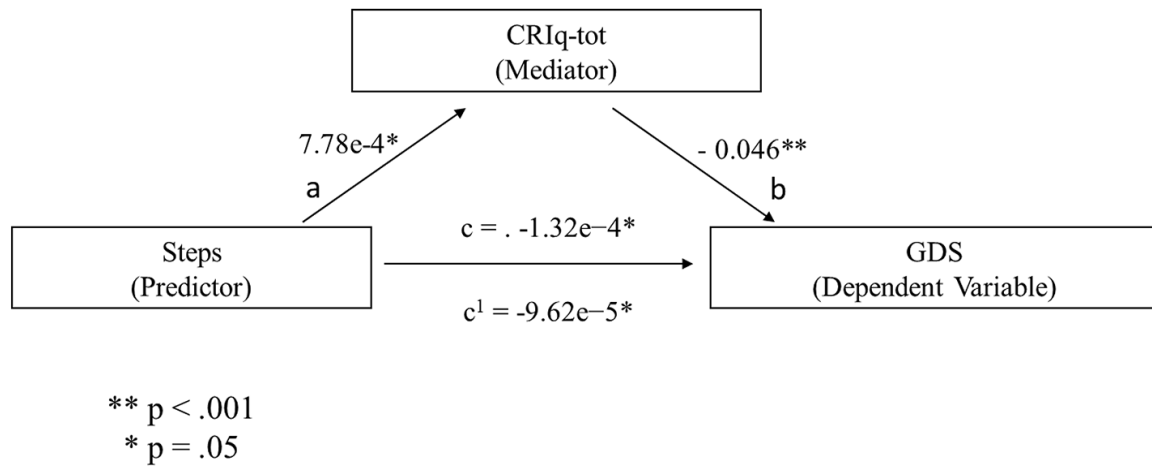 CRIq-tot
(Mediator)
7.78e-4*
- 0.046**
a
b
Steps
(Predictor)
c = . -1.32e−4*
GDS
(Dependent Variable)
c¹ = -9.62e−5*
** p < .001
* p = .05